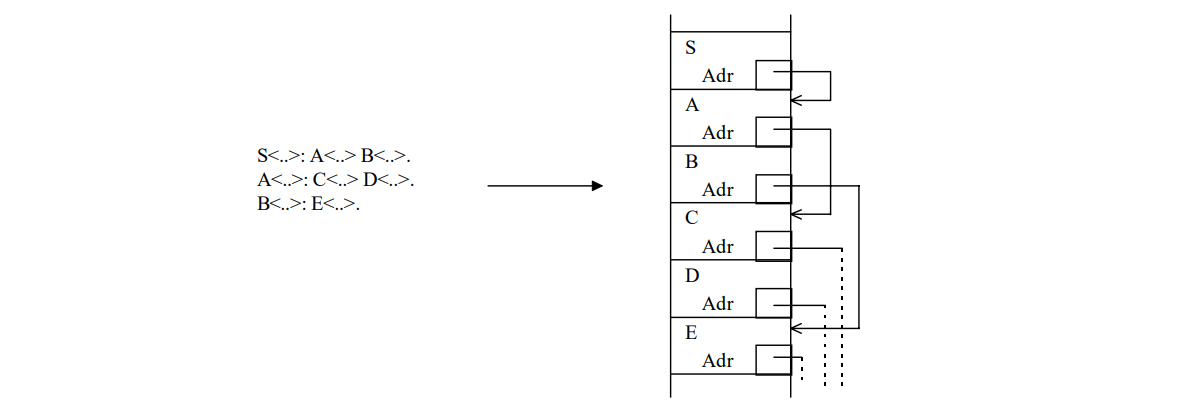 S<..>: A<..> B<..>.
A<..>: C<..> D<..>.
B<..>: E<..>.
S
Adr
A
Adr
B
Adr
C
Adr
D
Adr
E
Adr